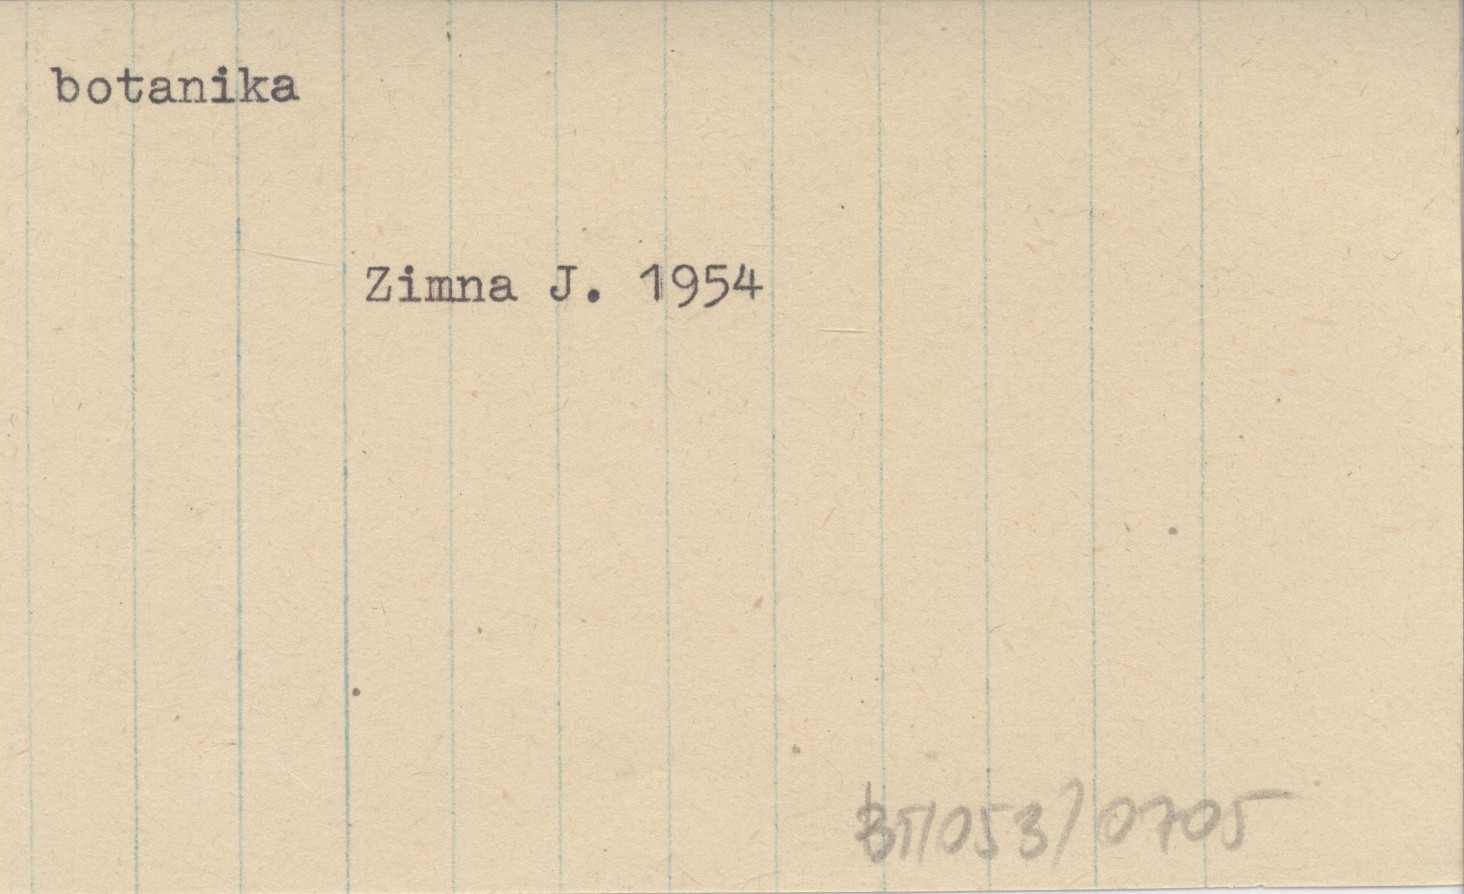 botanika
Zimna J. 1954
BT/053/0705